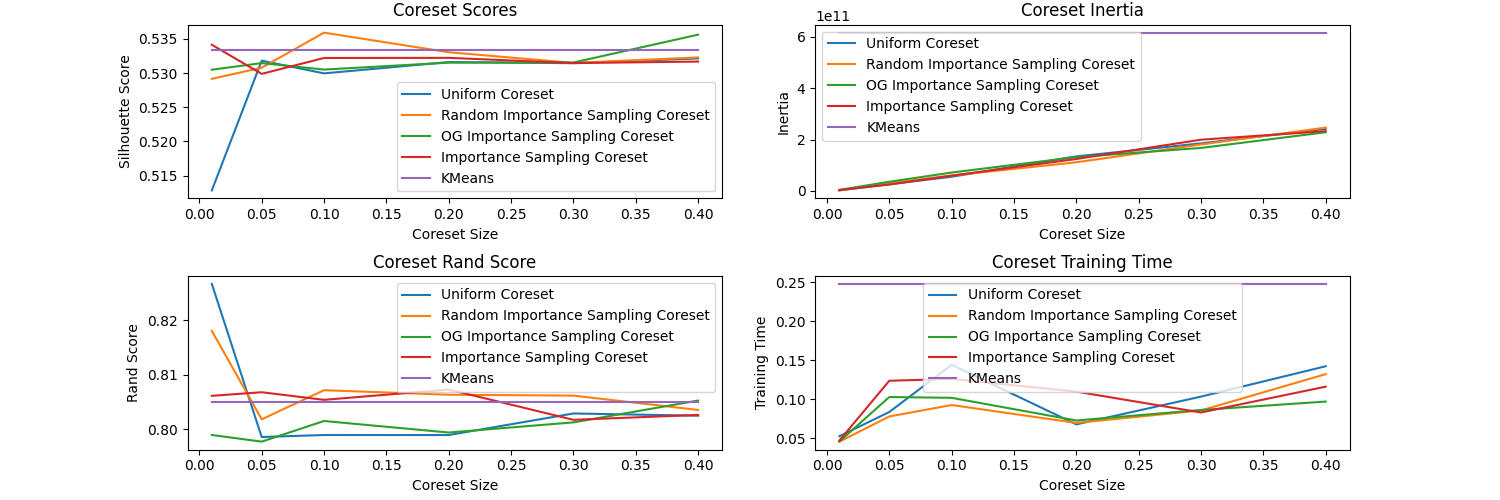 Coreset Scores
Silhouette Score
0.535
0.530
0.525
0.520
0.515
Uniform Coreset
Random Importance Sampling Coreset
OG Importance Sampling Coreset
Importance Sampling Coreset
KMeans
0.00 0.05 0.10 0.15 0.20 0.25 0.30 0.35 0.40
Coreset Size
Coreset Inertia
1e11
Inertia
6
4
2
0
Uniform Coreset
Random Importance Sampling Coreset
OG Importance Sampling Coreset
Importance Sampling Coreset
KMeans
0.00 0.05 0.10 0.15 0.20 0.25 0.30 0.35 0.40
Coreset Size
Coreset Rand Score
Rand Score
0.82
0.81
0.80
Uniform Coreset
Random Importance Sampling Coreset
OG Importance Sampling Coreset
Importance Sampling Coreset
KMeans
0.00 0.05 0.10 0.15 0.20 0.25 0.30 0.35 0.40
Coreset Size
Coreset Training Time
Training Time
0.25
0.20
0.15
0.10
0.05
Uniform Coreset
Random Importance Sampling Coreset
OG Importance Sampling Coreset
Importance Sampling Coreset
KMeans
0.00 0.05 0.10 0.15 0.20 0.25 0.30 0.35 0.40
Coreset Size